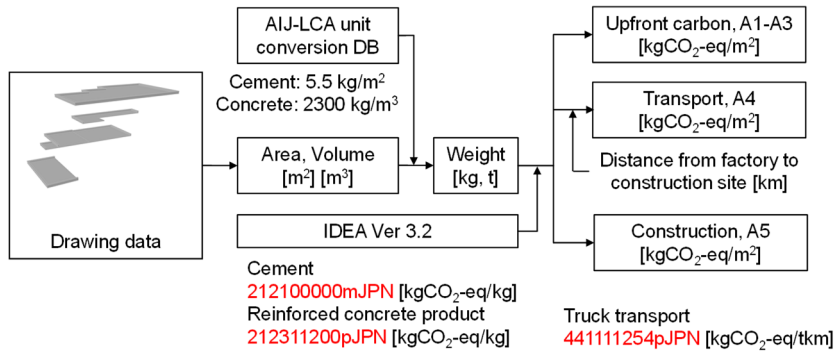 AIJ-LCA unit
conversion DB
Cement: 5.5 kg/m²
Concrete: 2300 kg/m³
Drawing data
Area, Volume
[m²] [m³]
Weight
[kg, t]
IDEA Ver 3.2
Cement
212100000mJPN [kgCO₂-eq/kg]
Reinforced concrete product
212311200pJPN [kgCO₂-eq/kg]
Upfront carbon, A1-A3
[kgCO₂-eq/m²]
Transport, A4
[kgCO₂-eq/m²]
Distance from factory to
construction site [km]
Construction, A5
[kgCO₂-eq/m²]
Truck transport
441111254pJPN [kgCO₂-eq/tkm]